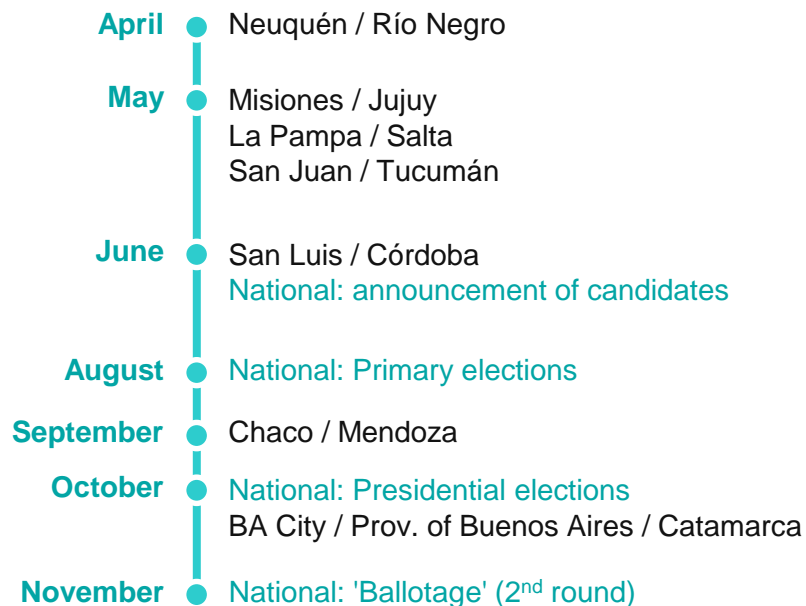 April Neuquén / Río Negro
May Misiones / Jujuy
La Pampa / Salta
San Juan / Tucumán
June San Luis / Córdoba
National: announcement of candidates
August National: Primary elections
September Chaco / Mendoza
October National: Presidential elections
BA City / Prov. of Buenos Aires / Catamarca
November National: 'Ballotage' (2nd round)